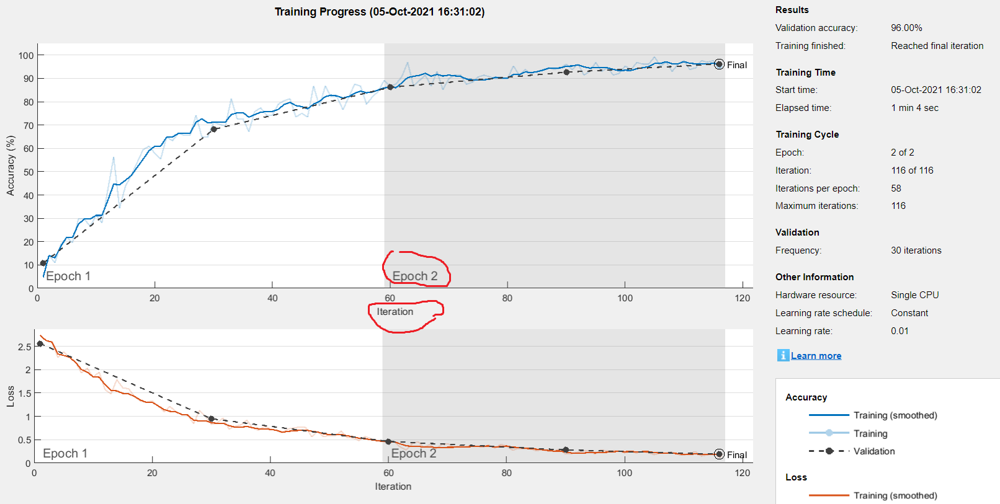 Training Progress (05-Oct-2021 16:31:02)
Accuracy (%)
100
90
80
70
60
50
40
30
20
10
0
Final
Epoch 1
Epoch 2
0 20 40 60 80 100 120
Iteration
Loss
2.5
2
1.5
1
0.5
0
Epoch 1
Epoch 2
Final
0 20 40 60 80 100 120
Iteration
Results
Validation accuracy: 96.00%
Training finished: Reached final iteration
Training Time
Start time: 05-Oct-2021 16:31:02
Elapsed time: 1 min 4 sec
Training Cycle
Epoch: 2 of 2
Iteration: 116 of 116
Iterations per epoch: 58
Maximum iterations: 116
Validation
Frequency: 30 iterations
Other Information
Hardware resource: Single CPU
Learning rate schedule: Constant
Learning rate: 0.01
i Learn more
Accuracy
Training (smoothed)
Training
Validation
Loss
Training (smoothed)